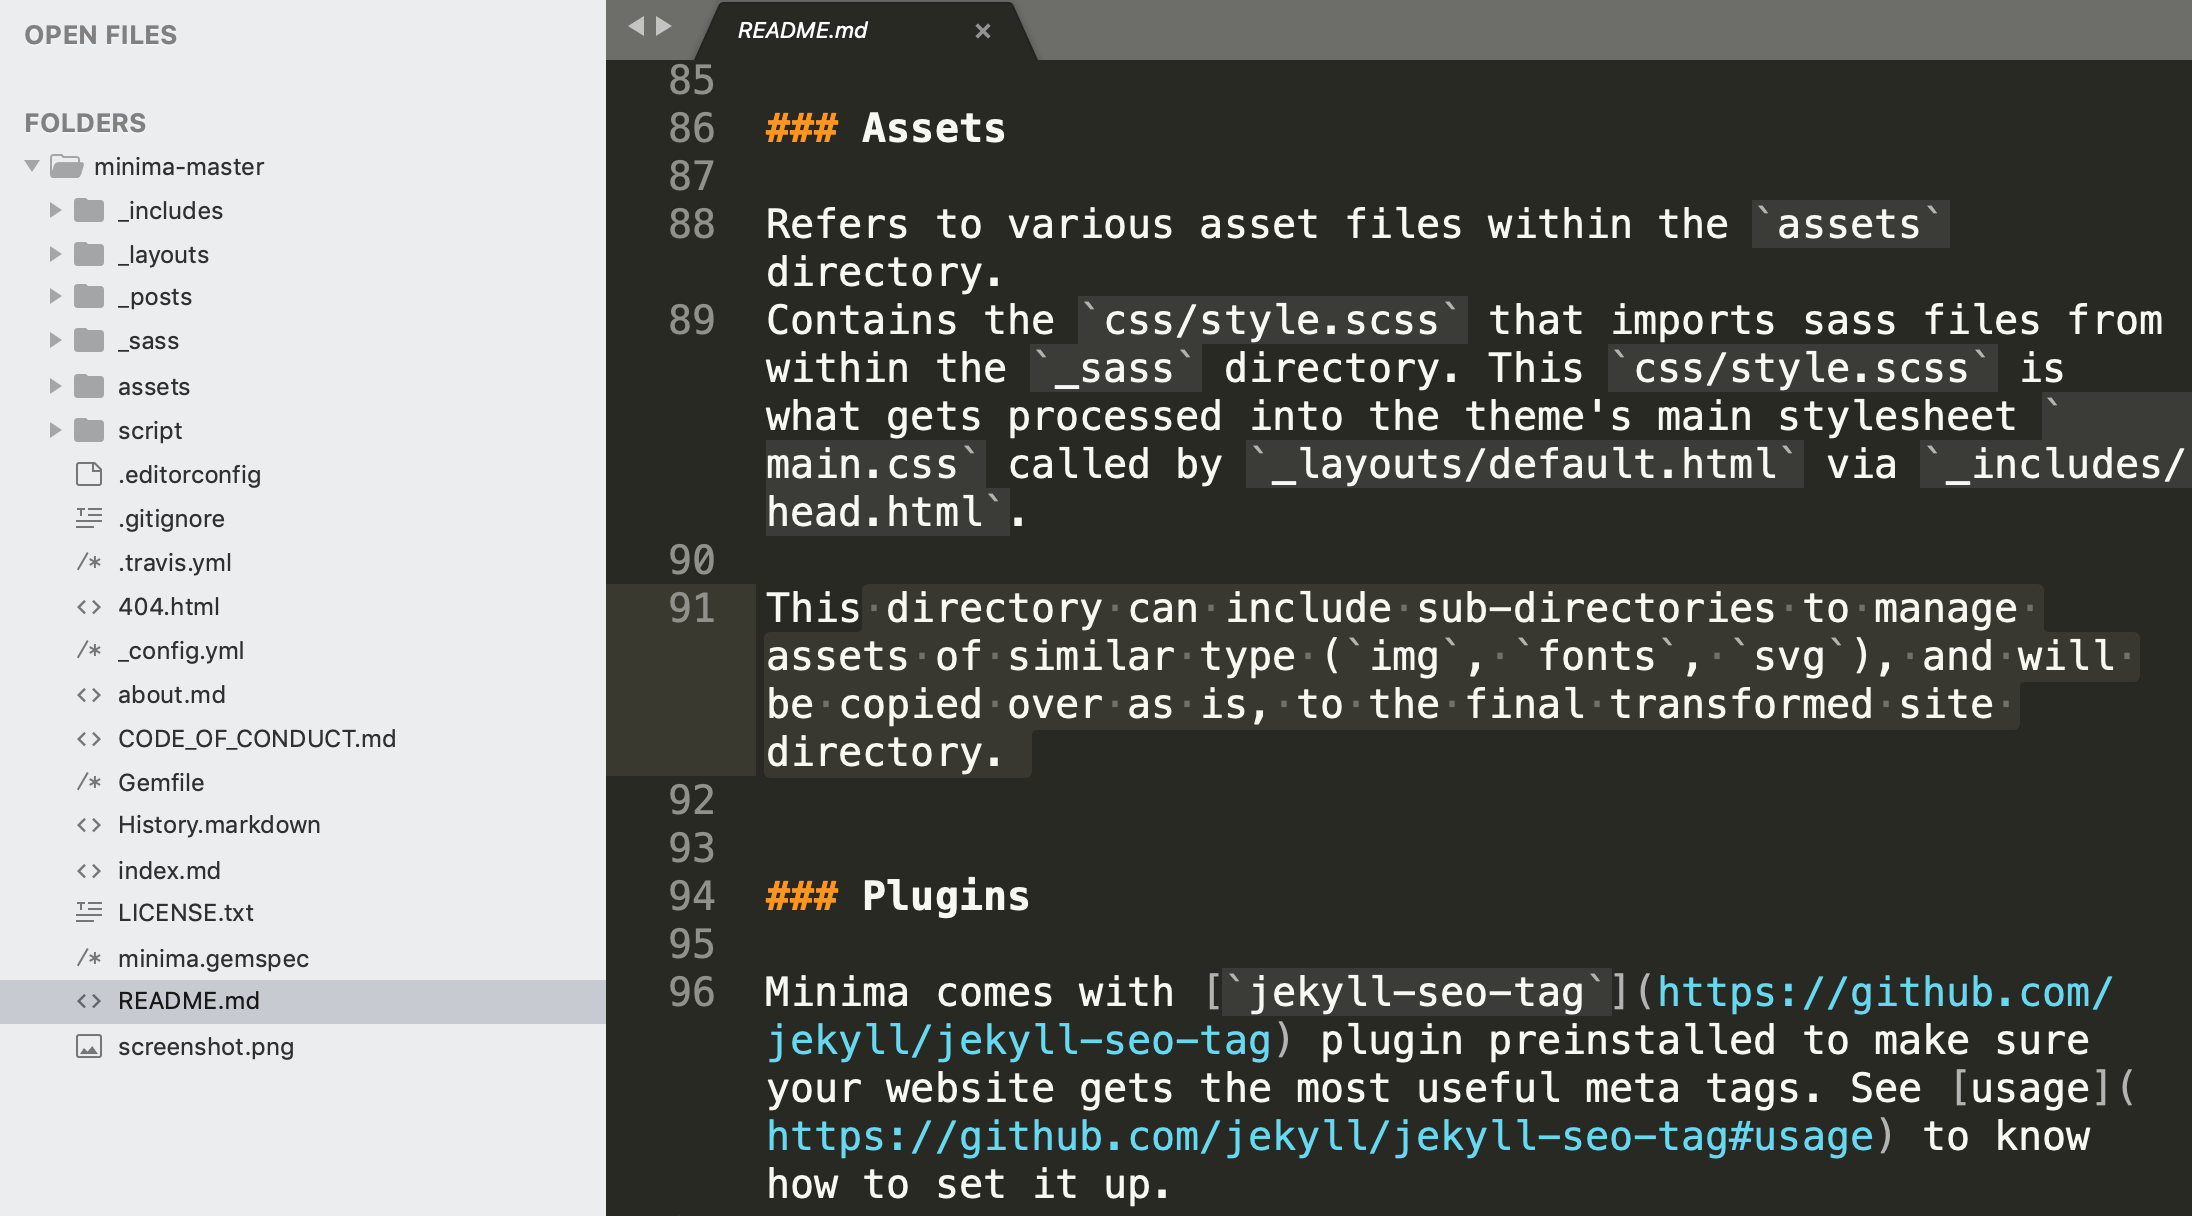 OPEN FILES
FOLDERS
minima-master
_includes
_layouts
_posts
_sass
assets
script
.editorconfig
.gitignore
.travis.yml
404.html
_config.yml
about.md
CODE_OF_CONDUCT.md
Gemfile
History.markdown
index.md
LICENSE.txt
minima.gemspec
README.md
screenshot.png
README.md ×
85
86 ### Assets
87
88 Refers to various asset files within the `assets`
directory.
89 Contains the `css/style.scss` that imports sass files from
within the `_sass` directory. This `css/style.scss` is
what gets processed into the theme's main stylesheet `
main.css` called by `_layouts/default.html` via `_includes/
head.html`.
90
91 This directory can include sub-directories to manage
assets of similar type (`img`, `fonts`, `svg`), and will
be copied over as is, to the final transformed site
directory.
92
93
94 ### Plugins
95
96 Minima comes with [`jekyll-seo-tag`](https://github.com/
jekyll/jekyll-seo-tag) plugin preinstalled to make sure
your website gets the most useful meta tags. See [usage](
https://github.com/jekyll/jekyll-seo-tag#usage) to know
how to set it up.